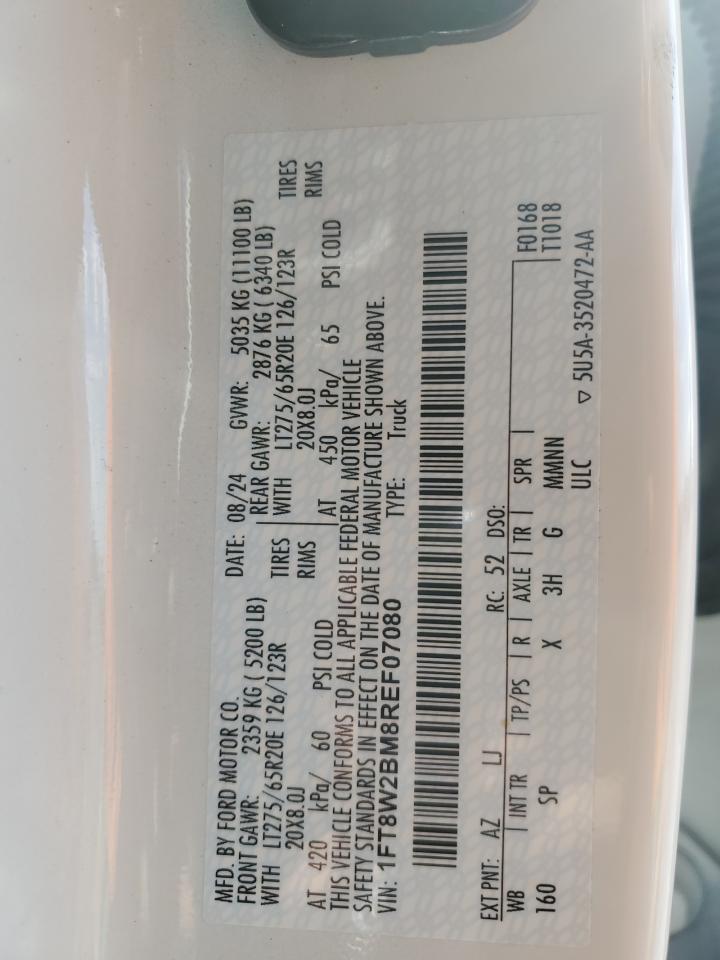 MFD. BY FORD MOTOR CO. DATE: 08/24 GVWR: 5035 KG (11100 LB)
FRONT GAWR: 2359 KG ( 5200 LB) REAR GAWR: 2876 KG ( 6340 LB)
WITH LT275/65R20E 126/123R TIRES WITH LT275/65R20E 126/123R TIRES
20X8.0J RIMS 20X8.0J RIMS
AT 420 kPa/ 60 PSI COLD AT 450 kPa/ 65 PSI COLD
THIS VEHICLE CONFORMS TO ALL APPLICABLE FEDERAL MOTOR VEHICLE
SAFETY STANDARDS IN EFFECT ON THE DATE OF MANUFACTURE SHOWN ABOVE.
VIN: 1FT8W2BM8REF07080 TYPE: Truck
EXT PNT: AZ LJ RC: 52 DSO:
WB INT TR TP/PS R AXLE TR SPR F0168
160 SP X 3H G MMMNN T1018
ULC
▽ 5U5A-3520472-AA